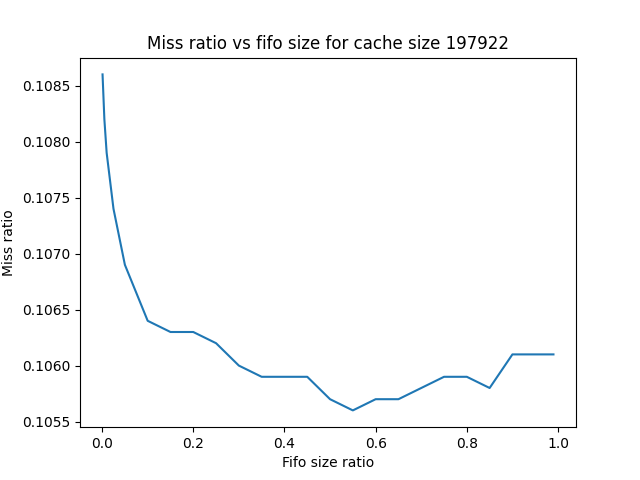 Miss ratio vs fifo size for cache size 197922
0.1085
0.1080
0.1075
0.1070
0.1065
0.1060
0.1055
Miss ratio
0.0 0.2 0.4 0.6 0.8 1.0
Fifo size ratio